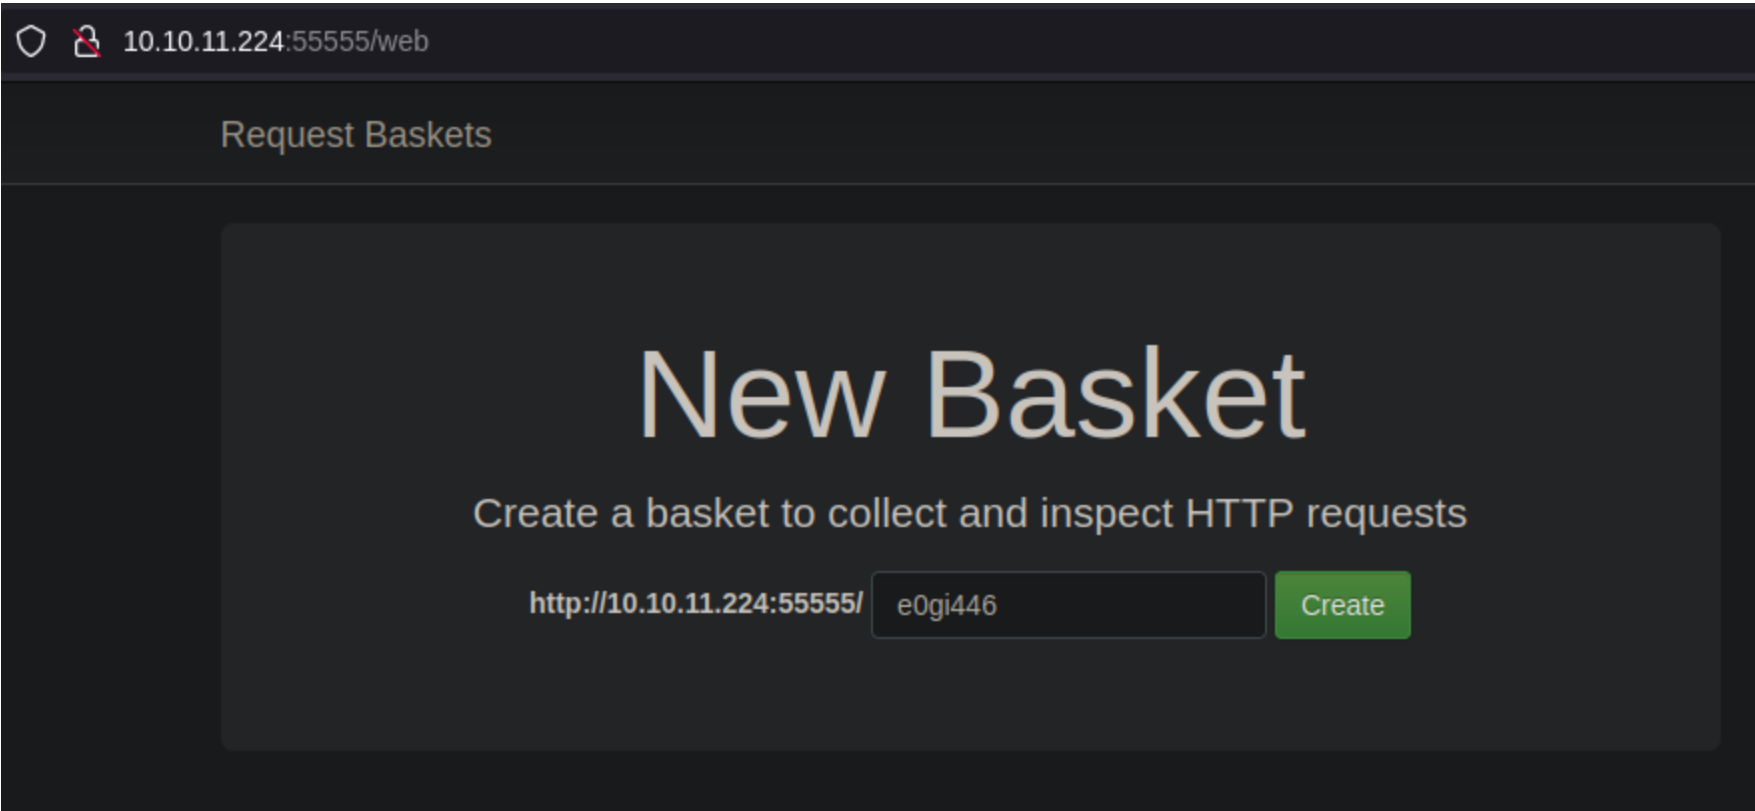 10.10.11.224:55555/web
Request Baskets
New Basket
Create a basket to collect and inspect HTTP requests
http://10.10.11.224:55555/ e0gi446 Create